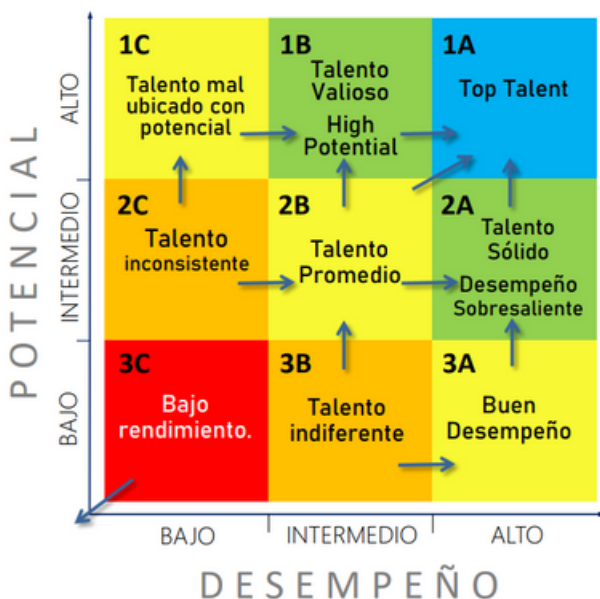 POTENCIAL
ALTO
INTERMEDIO
BAJO
1C
Talento mal
ubicado con
potencial
1B
Talento
Valioso
High
Potential
1A
Top Talent
2C
Talento
inconsistente
2B
Talento
Promedio
2A
Talento
Sólido
Desempeño
Sobresaliente
3C
Bajo
rendimiento.
3B
Talento
indiferente
3A
Buen
Desempeño
BAJO
INTERMEDIO
ALTO
DESEMPEÑO